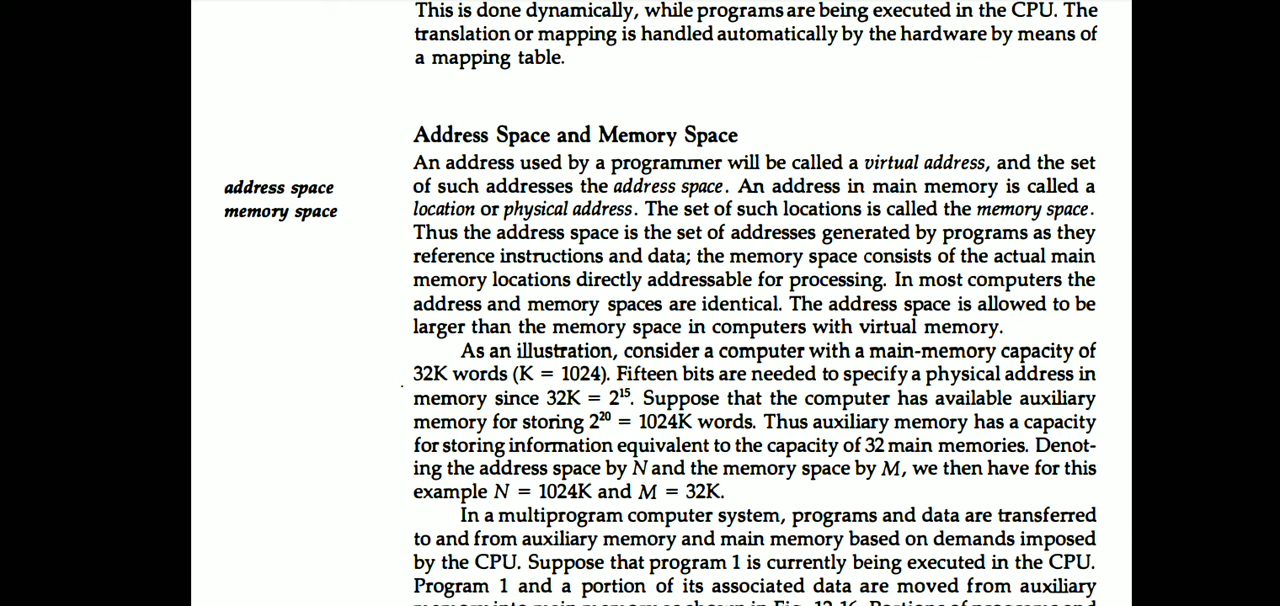 This is done dynamically, while programs are being executed in the CPU. The
translation or mapping is handled automatically by the hardware by means of
a mapping table.
Address Space and Memory Space
address space
memory space
An address used by a programmer will be called a virtual address, and the set
of such addresses the address space. An address in main memory is called a
location or physical address. The set of such locations is called the memory space.
Thus the address space is the set of addresses generated by programs as they
reference instructions and data; the memory space consists of the actual main
memory locations directly addressable for processing. In most computers the
address and memory spaces are identical. The address space is allowed to be
larger than the memory space in computers with virtual memory.
As an illustration, consider a computer with a main-memory capacity of
32K words (K = 1024). Fifteen bits are needed to specify a physical address in
memory since 32K = 2¹⁵. Suppose that the computer has available auxiliary
memory for storing 2²⁰ = 1024K words. Thus auxiliary memory has a capacity
for storing information equivalent to the capacity of 32 main memories. Denot-
ing the address space by N and the memory space by M, we then have for this
example N = 1024K and M = 32K.
In a multiprogram computer system, programs and data are transferred
to and from auxiliary memory and main memory based on demands imposed
by the CPU. Suppose that program 1 is currently being executed in the CPU.
Program 1 and a portion of its associated data are moved from auxiliary